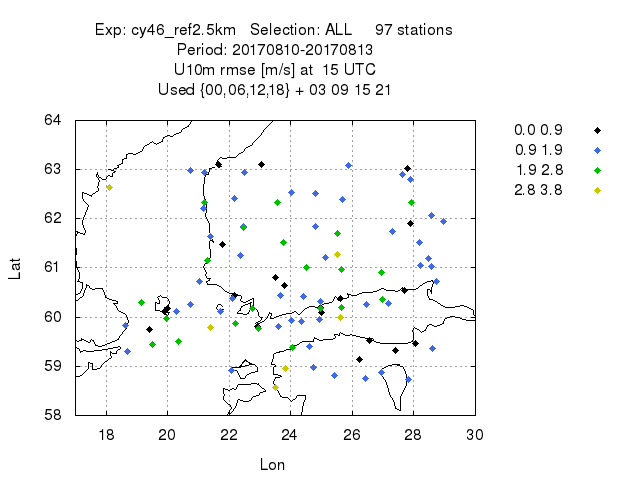 Exp: cy46_ref2.5km   Selection: ALL     97 stations
Period: 20170810-20170813
U10m rmse [m/s] at  15 UTC
Used {00,06,12,18} + 03 09 15 21
64
63
62
61
60
59
58
Lat
18 20 22 24 26 28 30
Lon
0.0 0.9
0.9 1.9
1.9 2.8
2.8 3.8